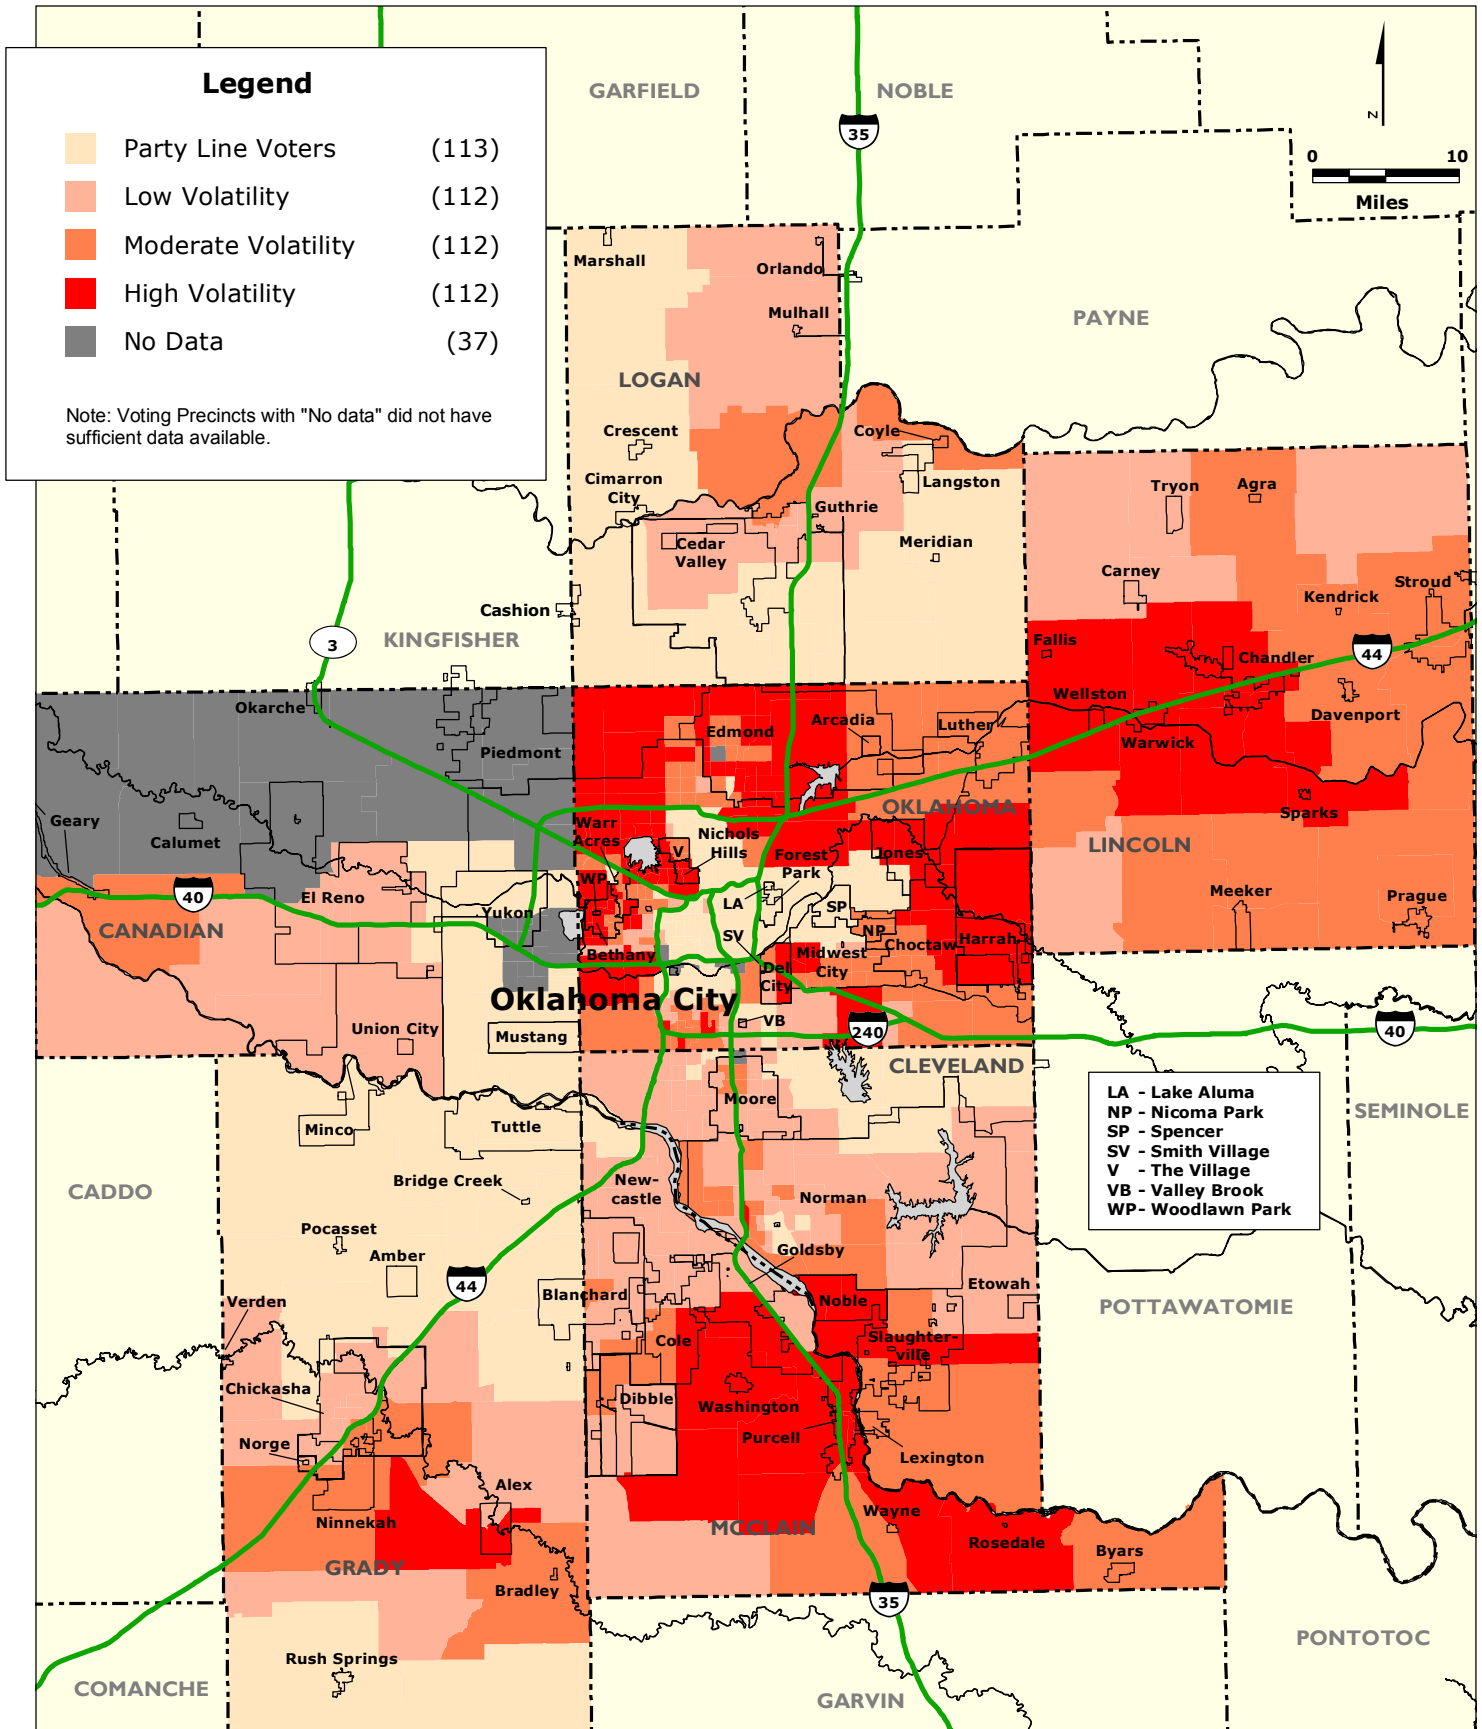 Legend
Party Line Voters (113)
Low Volatility (112)
Moderate Volatility (112)
High Volatility (112)
No Data (37)
Note: Voting Precincts with "No data" did not have
sufficient data available.
GARFIELD
NOBLE
35
N
0 10
Miles
Marshall
Orlando
Mulhall
PAYNE
LOGAN
Crescent
Coyle
Cimarron
City
Langston
Tryon
Agra
Guthrie
Cedar
Valley
Meridian
Carney
Stroud
Kendrick
Cashion
KINGFISHER
3
Fallis
44
Chandler
Wellston
Okarche
Arcadia
Luther
Davenport
Edmond
Piedmont
Warwick
OKLAHOMA
Sparks
Geary
Calumet
Warr
Acres
Nichols
Hills
V
Forest
Park
Jones
LINCOLN
40
El Reno
WP
Meeker
Prague
LA
SP
Yukon
CANADIAN
SV
NP
Choctaw
Harrah
Bethany
Midwest
City
Del
City
Oklahoma City
VB
Union City
Mustang
240
40
CLEVELAND
LA - Lake Aluma
NP - Nicoma Park
SP - Spencer
SV - Smith Village
V - The Village
VB - Valley Brook
WP- Woodlawn Park
SEMINOLE
Moore
Minco
Tuttle
CADDO
Bridge Creek
New-
castle
Norman
Pocasset
Amber
Goldsby
44
Etowah
Verden
Blanchard
Noble
POTTAWATOMIE
Cole
Slaughter-
ville
Chickasha
Dibble
Washington
Purcell
Norge
Lexington
Alex
Ninnekah
MCCLAIN
Wayne
Rosedale
Byars
GRADY
Bradley
35
Rush Springs
PONTOTOC
COMANCHE
GARVIN